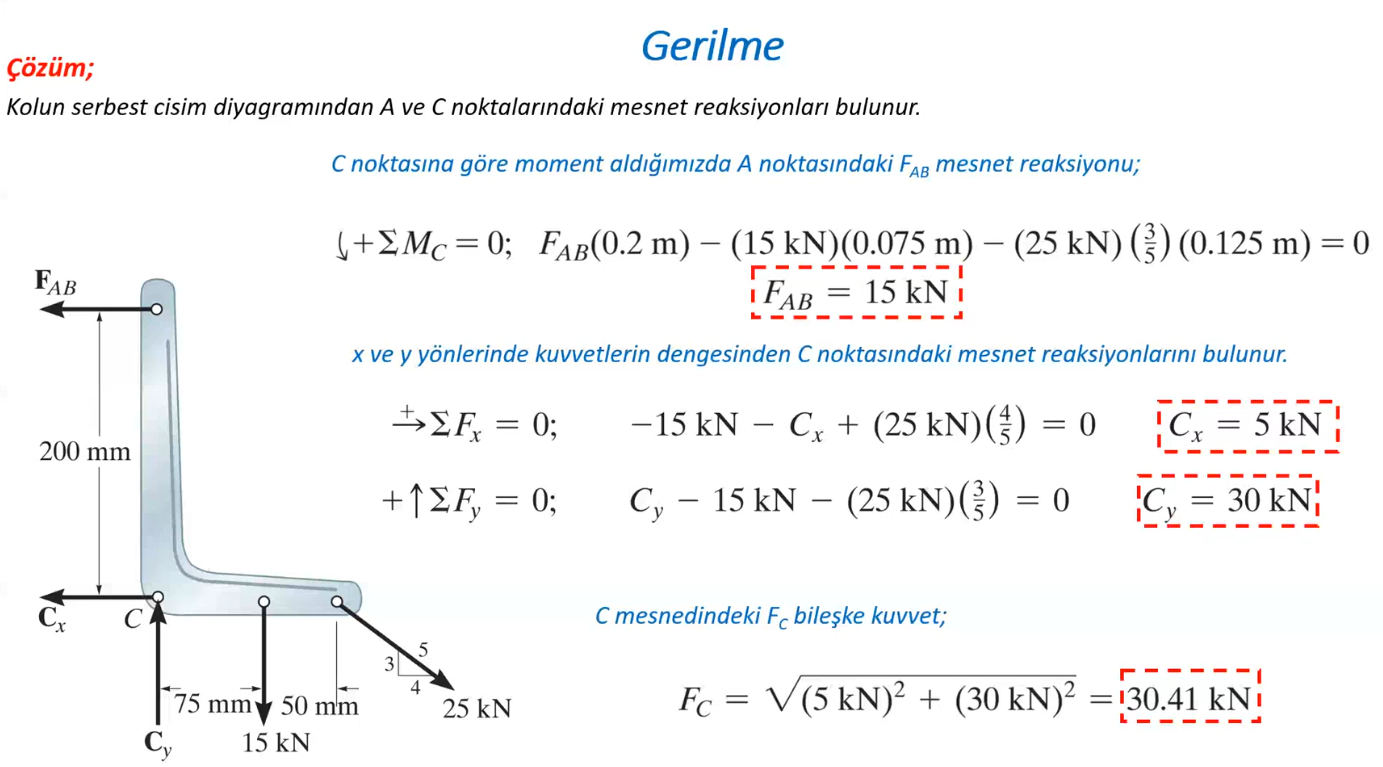 Gerilme
Çözüm;
Kolun serbest cisim diyagramından A ve C noktalarındaki mesnet reaksiyonları bulunur.
C noktasına göre moment aldığımızda A noktasındaki F_AB mesnet reaksiyonu;
⤹+ΣM_C = 0; F_AB(0.2 m) − (15 kN)(0.075 m) − (25 kN)(3/5)(0.125 m) = 0
F_AB = 15 kN
x ve y yönlerinde kuvvetlerin dengesinden C noktasındaki mesnet reaksiyonlarını bulunur.
+→ ΣF_x = 0; −15 kN − C_x + (25 kN)(4/5) = 0 C_x = 5 kN
+↑ΣF_y = 0; C_y − 15 kN − (25 kN)(3/5) = 0 C_y = 30 kN
C mesnedindeki F_C bileşke kuvvet;
F_C = √((5 kN)² + (30 kN)²) = 30.41 kN
F_AB
200 mm
C_x
C
C_y
75 mm
50 mm
15 kN
3
5
4
25 kN